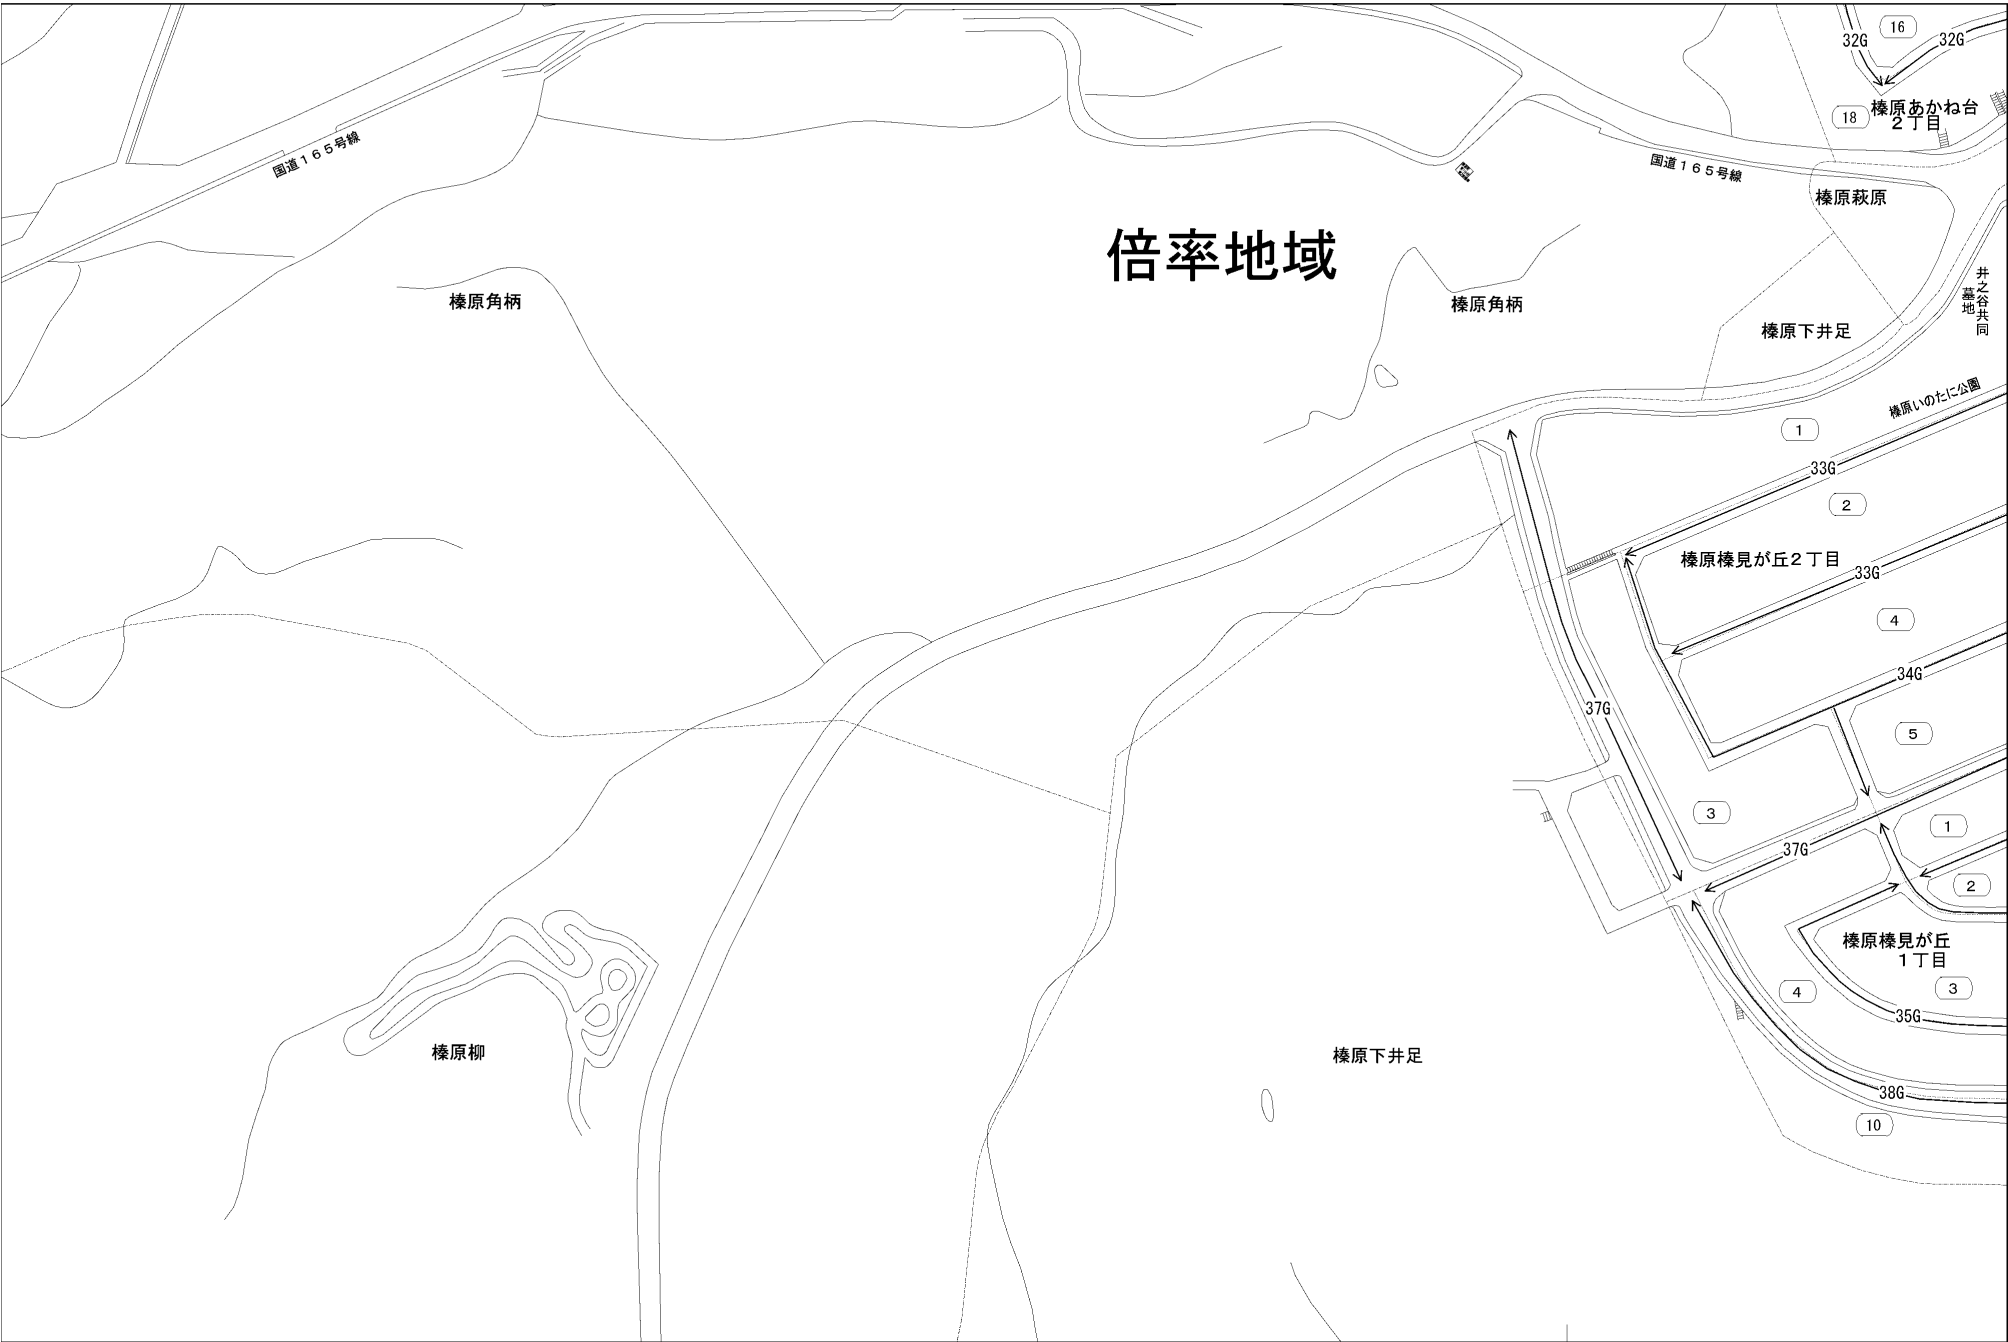 32G
16
32G
18
榛原あかね台
2丁目
国道165号線
国道165号線
榛原萩原
倍率地域
榛原角柄
榛原角柄
榛原下井足
井之谷共同
墓地
榛原いのたに公園
1
33G
2
榛原榛見が丘2丁目
33G
4
34G
37G
5
3
1
37G
2
榛原榛見が丘
1丁目
4
3
35G
榛原柳
榛原下井足
38G
10